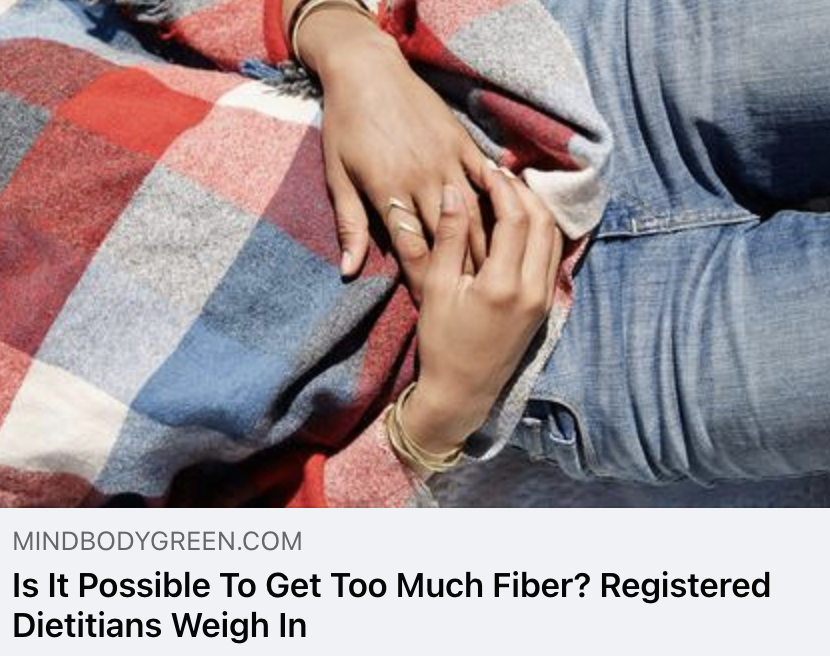 MINDBODYGREEN.COM
Is It Possible To Get Too Much Fiber? Registered
Dietitians Weigh In